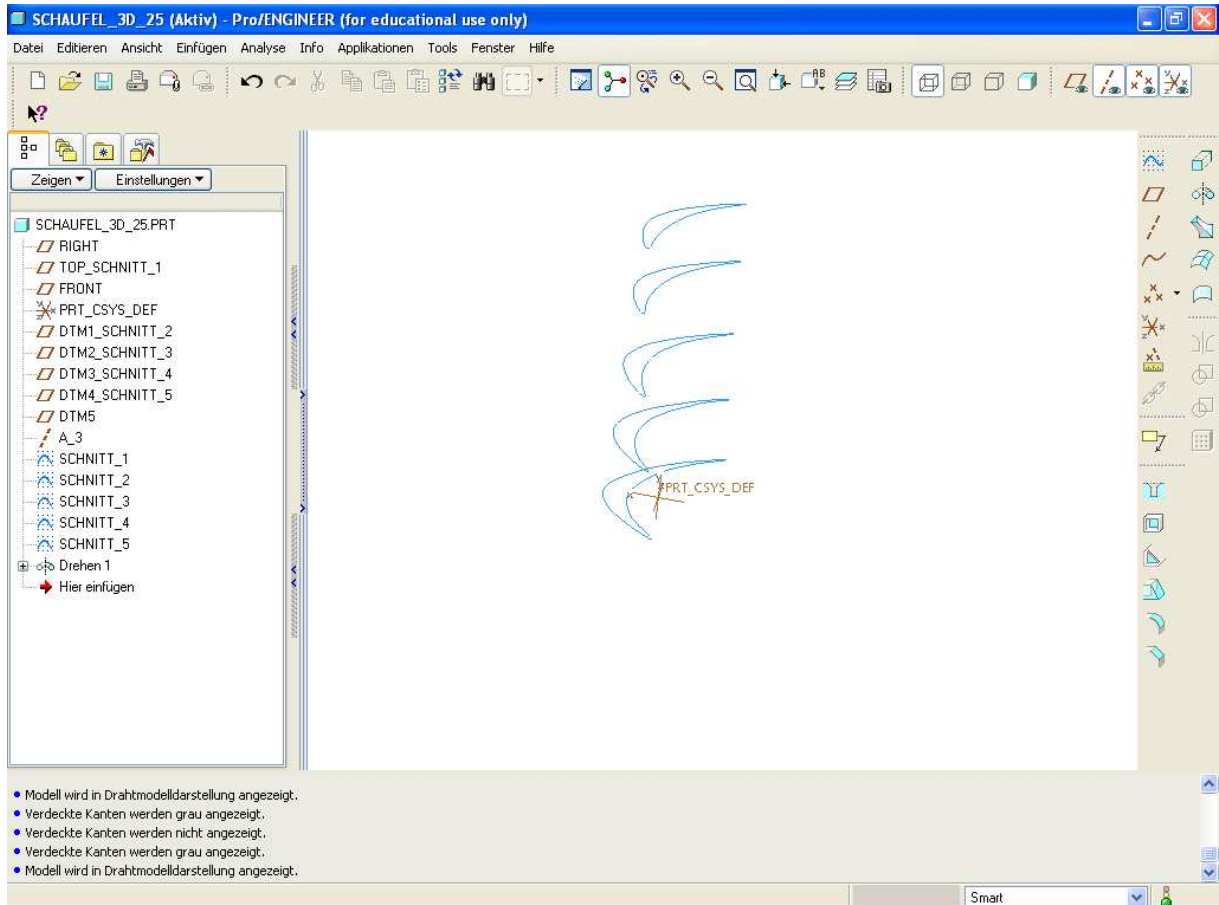 SCHAUFEL_3D_25 (Aktiv) - Pro/ENGINEER (for educational use only)
Datei Editieren Ansicht Einfügen Analyse Info Applikationen Tools Fenster Hilfe
Zeigen Einstellungen
SCHAUFEL_3D_25.PRT
RIGHT
TOP_SCHNITT_1
FRONT
PRT_CSYS_DEF
DTM1_SCHNITT_2
DTM2_SCHNITT_3
DTM3_SCHNITT_4
DTM4_SCHNITT_5
DTM5
A_3
SCHNITT_1
SCHNITT_2
SCHNITT_3
SCHNITT_4
SCHNITT_5
Drehen 1
Hier einfügen
PRT_CSYS_DEF
Modell wird in Drahtmodelldarstellung angezeigt.
Verdeckte Kanten werden grau angezeigt.
Verdeckte Kanten werden nicht angezeigt.
Verdeckte Kanten werden grau angezeigt.
Modell wird in Drahtmodelldarstellung angezeigt.
Smart